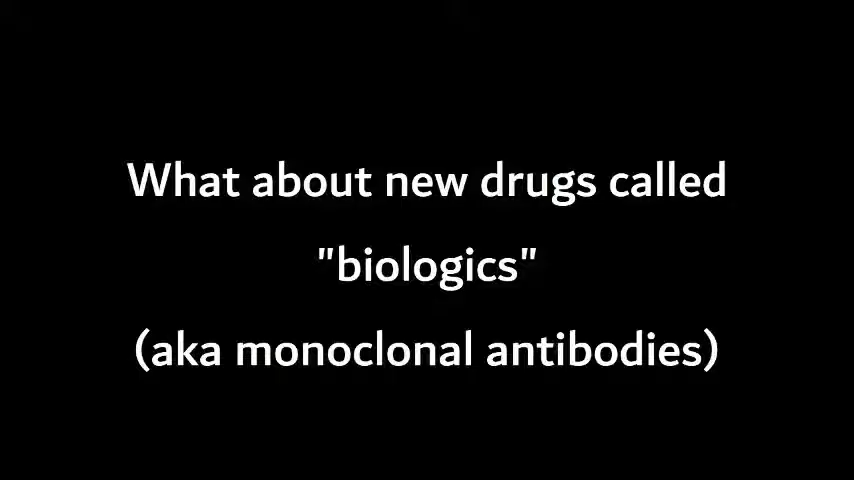 What about new drugs called
"biologics"
(aka monoclonal antibodies)